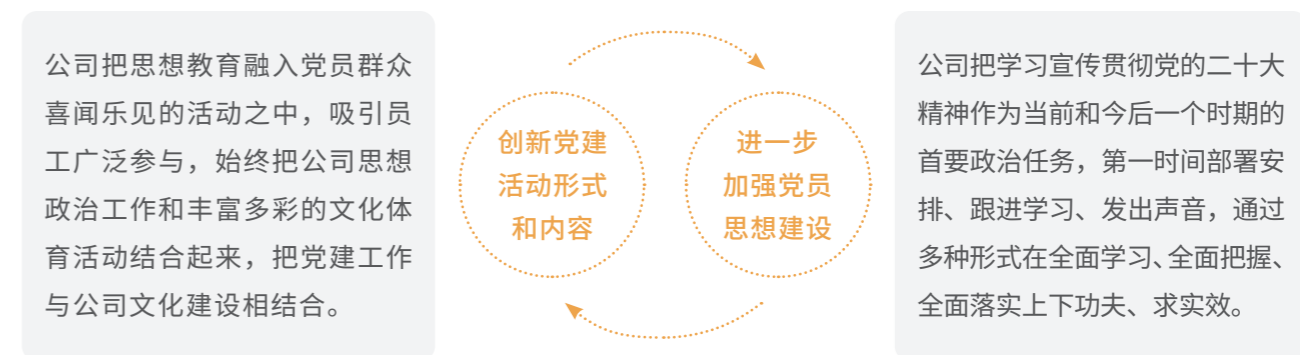 公司把思想教育融入党员群众
喜闻乐见的活动之中，吸引员
工广泛参与，始终把公司思想
政治工作和丰富多彩的文化体
育活动结合起来，把党建工作
与公司文化建设相结合。
创新党建
活动形式
和内容
进一步
加强党员
思想建设
公司把学习宣传贯彻党的二十大
精神作为当前和今后一个时期的
首要政治任务，第一时间部署安
排、跟进学习、发出声音，通过
多种形式在全面学习、全面把握、
全面落实上下功夫、求实效。